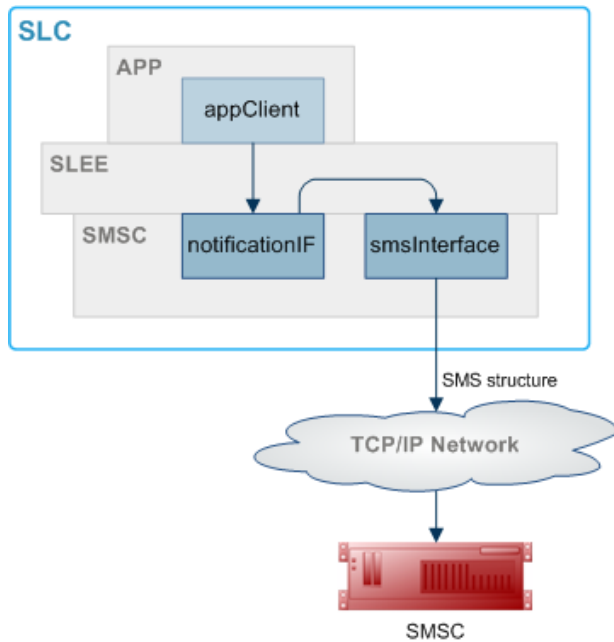 SLC
APP
appClient
SLEE
SMSC
notificationIF
smsInterface
SMS structure
TCP/IP Network
SMSC